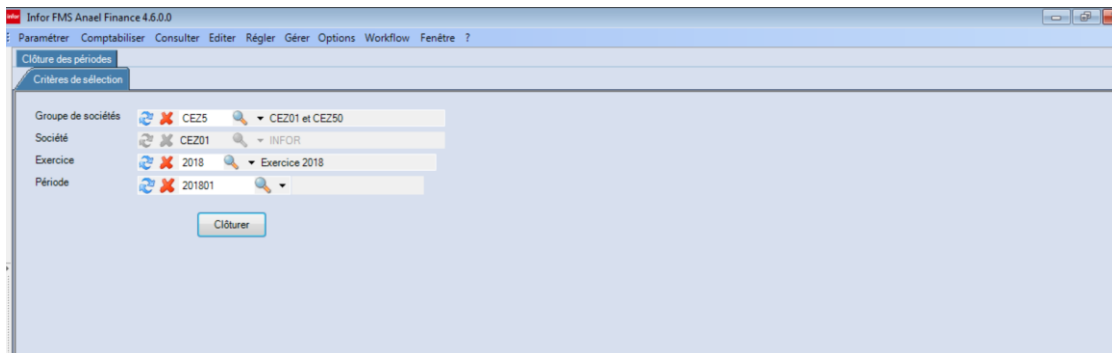 infor Infor FMS Anael Finance 4.6.0.0
Paramétrer Comptabiliser Consulter Editer Régler Gérer Options Workflow Fenêtre ?
Clôture des périodes
Critères de sélection
Groupe de sociétés CEZ5 CEZ01 et CEZ50
Société CEZ01 INFOR
Exercice 2018 Exercice 2018
Période 201801
Clôturer